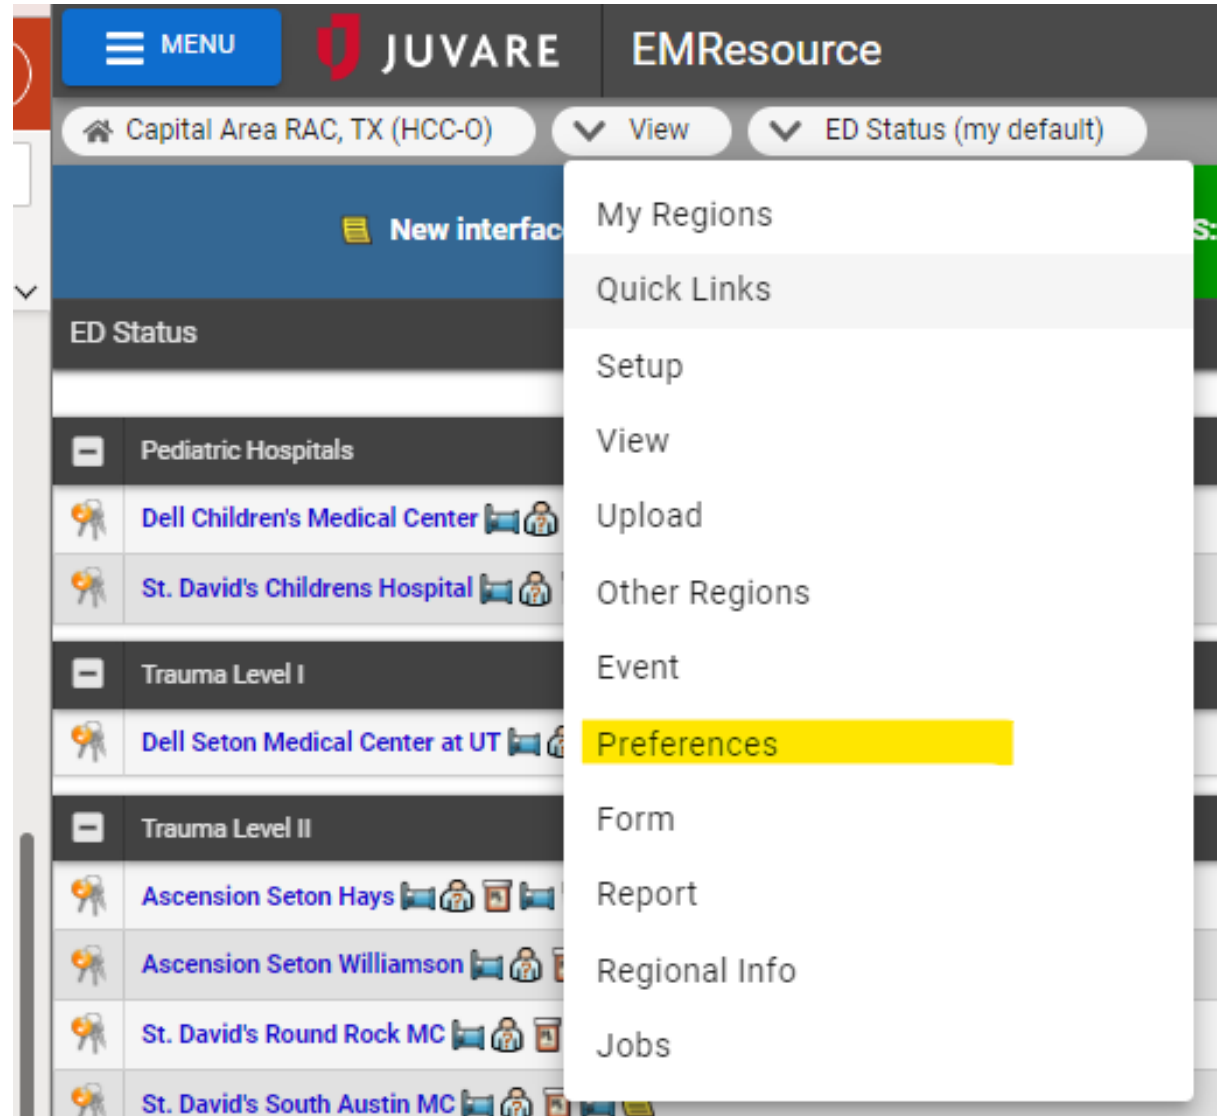 MENU
JUVARE
EMResource
Capital Area RAC, TX (HCC-O)
View
ED Status (my default)
New interfac
S:
My Regions
Quick Links
Setup
View
Upload
Other Regions
Event
Preferences
Form
Report
Regional Info
Jobs
ED Status
Pediatric Hospitals
Dell Children's Medical Center
St. David's Childrens Hospital
Trauma Level I
Dell Seton Medical Center at UT
Trauma Level II
Ascension Seton Hays
Ascension Seton Williamson
St. David's Round Rock MC
St. David's South Austin MC